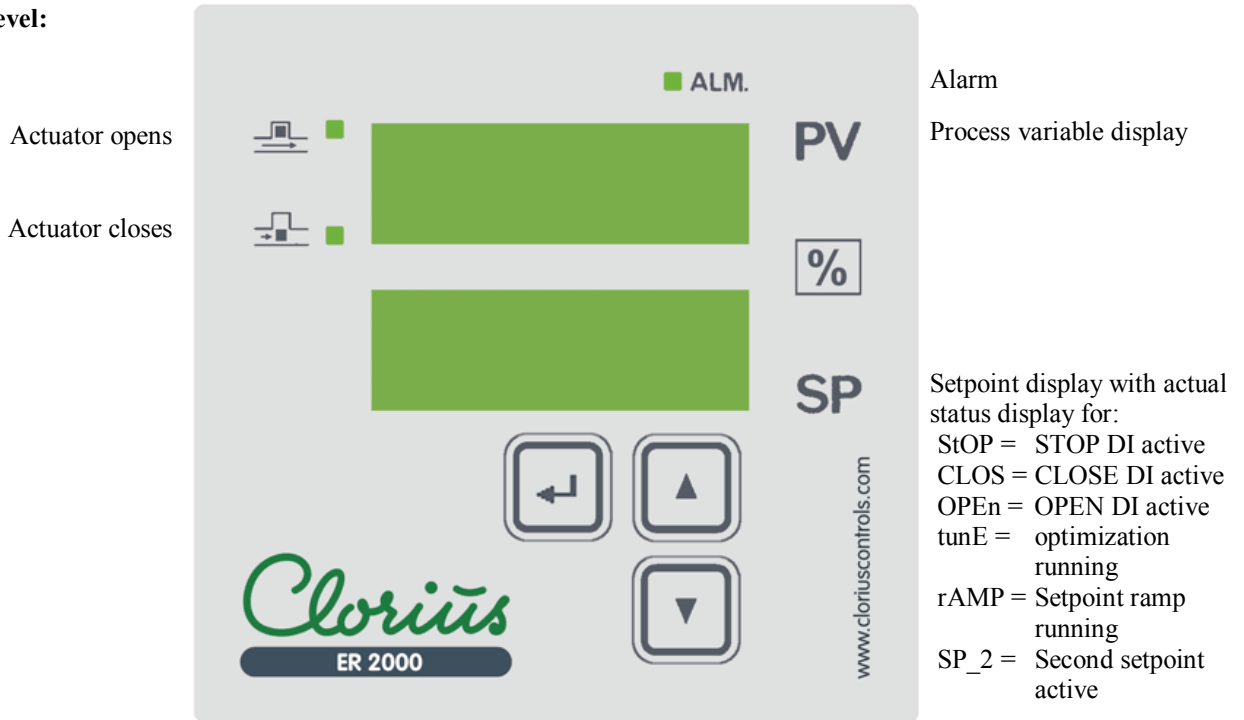 evel:
ALM.
Alarm
Actuator opens
PV
Process variable display
Actuator closes
%
SP
Setpoint display with actual
status display for:
StOP = STOP DI active
CLOS = CLOSE DI active
OPEn = OPEN DI active
tunE = optimization
running
rAMP = Setpoint ramp
running
SP_2 = Second setpoint
active
www.cloriuscontrols.com
Clorius
ER 2000